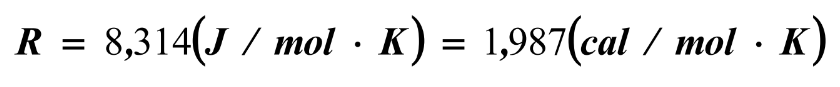 R = 8,314(J / mol · K) = 1,987(cal / mol · K)